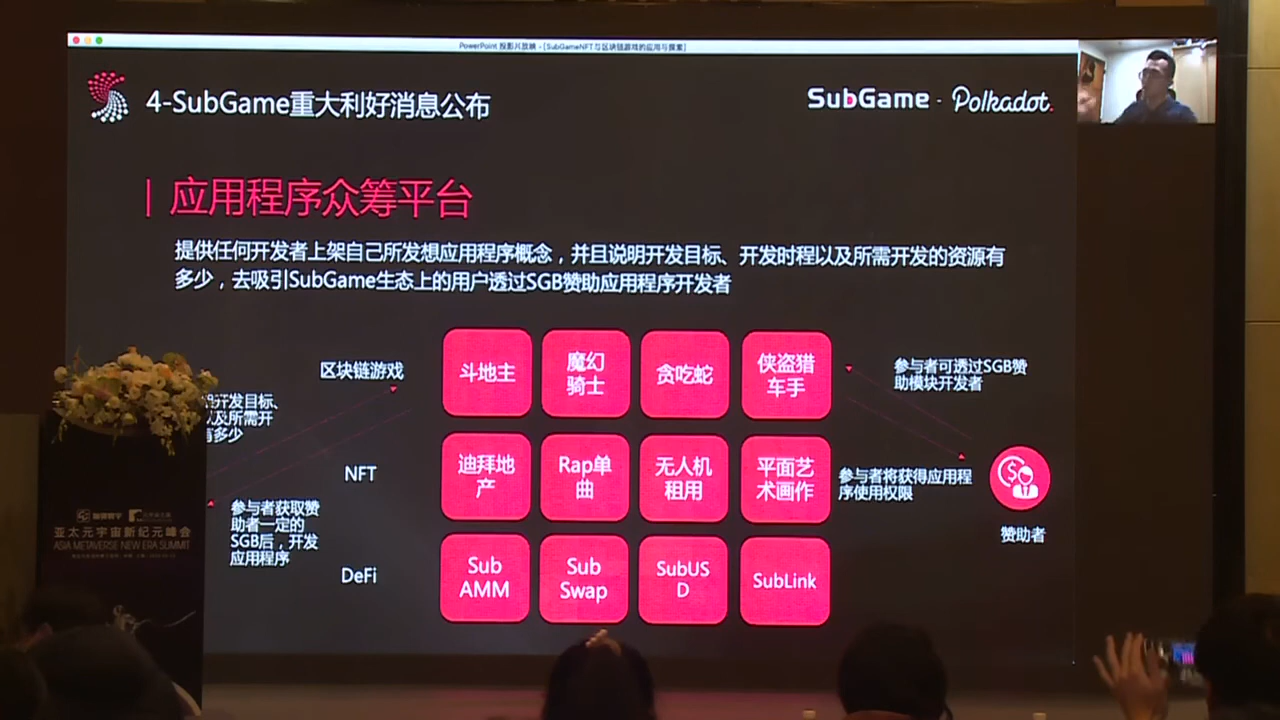 PowerPoint 投影片放映 - [SubGameNFT与区块链游戏的应用与探索]
4-SubGame重大利好消息公布
SubGame - Polkadot.
应用程序众筹平台
提供任何开发者上架自己所发想应用程序概念，并且说明开发目标、开发时程以及所需开发的资源有
多少，去吸引SubGame生态上的用户透过SGB赞助应用程序开发者
区块链游戏
斗地主
魔幻
骑士
贪吃蛇
侠盗猎
车手
参与者可透过SGB赞
助模块开发者
开发目标、
及所需开
多少
NFT
迪拜地
产
Rap单
曲
无人机
租用
平面艺
术画作
参与者将获得应用程
序使用权限
赞助者
参与者获取赞
助者一定的
SGB后，开发
应用程序
DeFi
Sub
AMM
Sub
Swap
SubUS
D
SubLink
亚太元宇宙新纪元峰会
ASIA METAVERSE NEW ERA SUMMIT